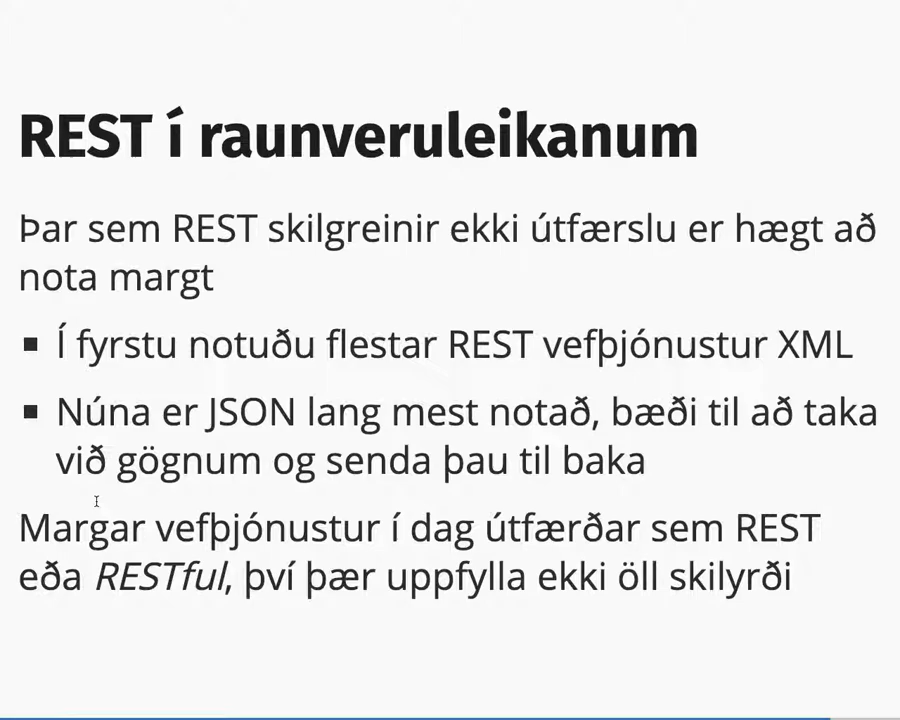 REST í raunveruleikanum
Þar sem REST skilgreinir ekki útfærslu er hægt að
nota margt
▪ Í fyrstu notuðu flestar REST vefþjónustur XML
▪ Núna er JSON lang mest notað, bæði til að taka
við gögnum og senda þau til baka
Margar vefþjónustur í dag útfærðar sem REST
eða RESTful, því þær uppfylla ekki öll skilyrði